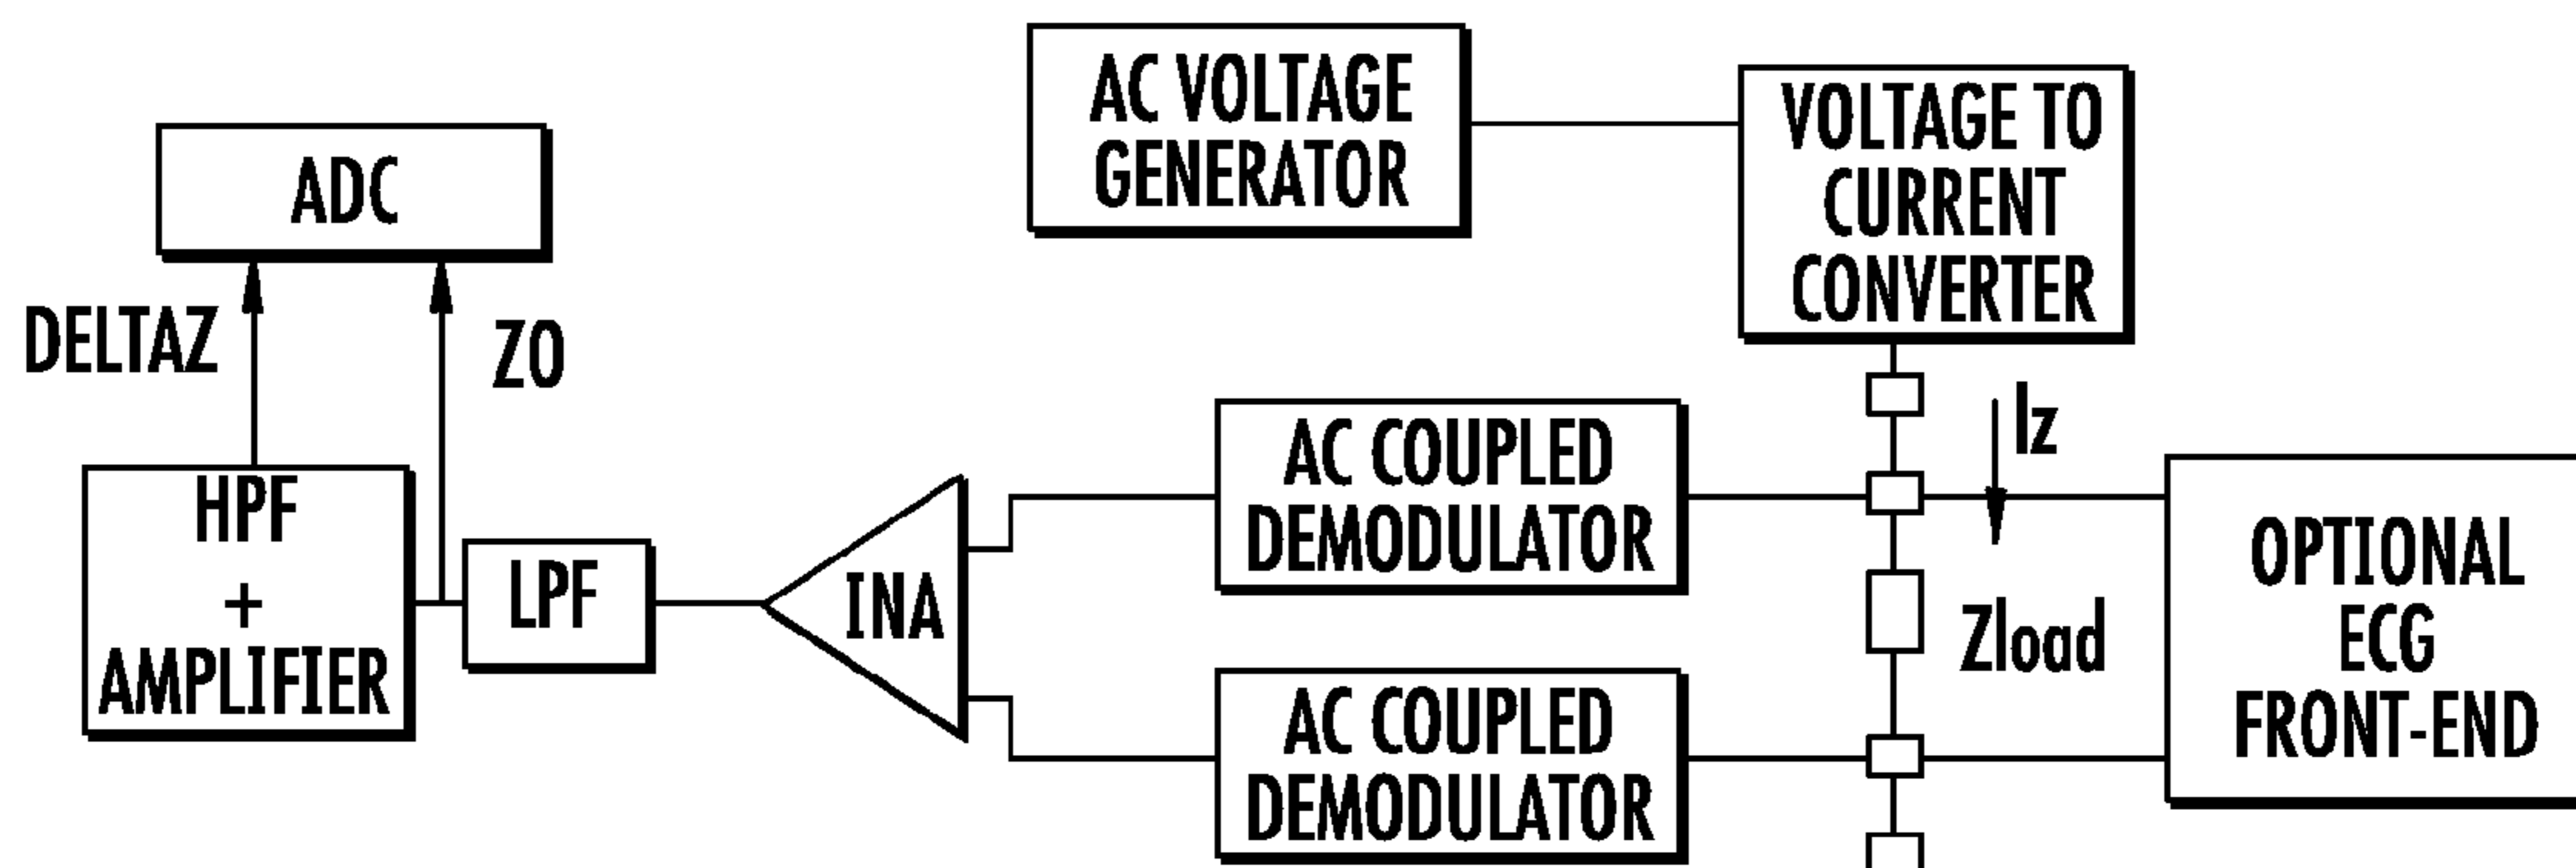 AC VOLTAGE
GENERATOR
VOLTAGE TO
CURRENT
CONVERTER
ADC
DELTAZ
ZO
HPF
+
AMPLIFIER
LPF
INA
AC COUPLED
DEMODULATOR
AC COUPLED
DEMODULATOR
Iz
Zload
OPTIONAL
ECG
FRONT-END